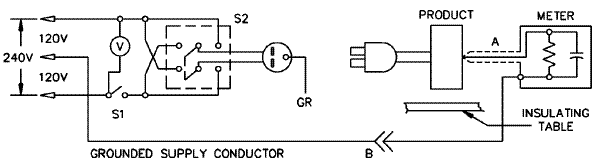 S2
PRODUCT
METER
120V
V
A
240V
120V
GR
S1
INSULATING
TABLE
GROUNDED SUPPLY CONDUCTOR
B